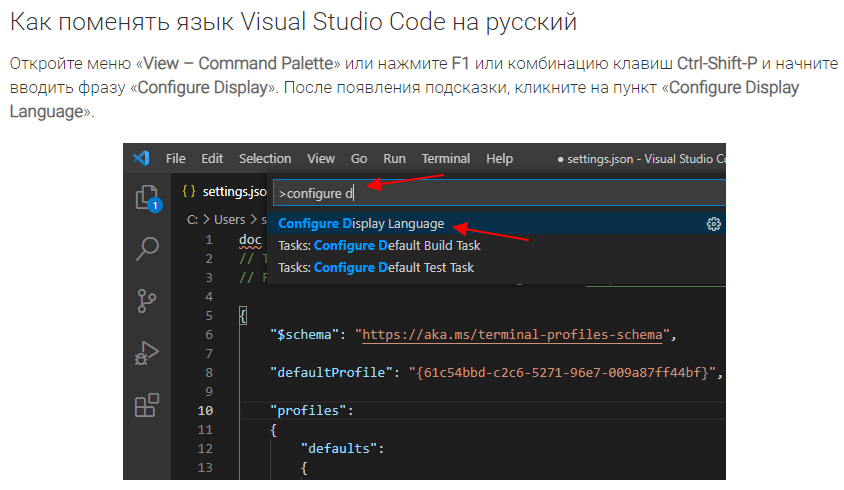 Как поменять язык Visual Studio Code на русский
Откройте меню «View – Command Palette» или нажмите F1 или комбинацию клавиш Ctrl-Shift-P и начните
вводить фразу «Configure Display». После появления подсказки, кликните на пункт «Configure Display
Language».
File Edit Selection View Go Run Terminal Help ● settings.json - Visual Studio Co
{ } settings.jso >configure d
Configure Display Language
C: > Users > s
Tasks: Configure Default Build Task
Tasks: Configure Default Test Task
1
1 doc
2 // T
3 // F
4
5 {
6 "$schema": "https://aka.ms/terminal-profiles-schema",
7
8 "defaultProfile": "{61c54bbd-c2c6-5271-96e7-009a87ff44bf}",
9
10 "profiles":
11 {
12 "defaults":
13 {